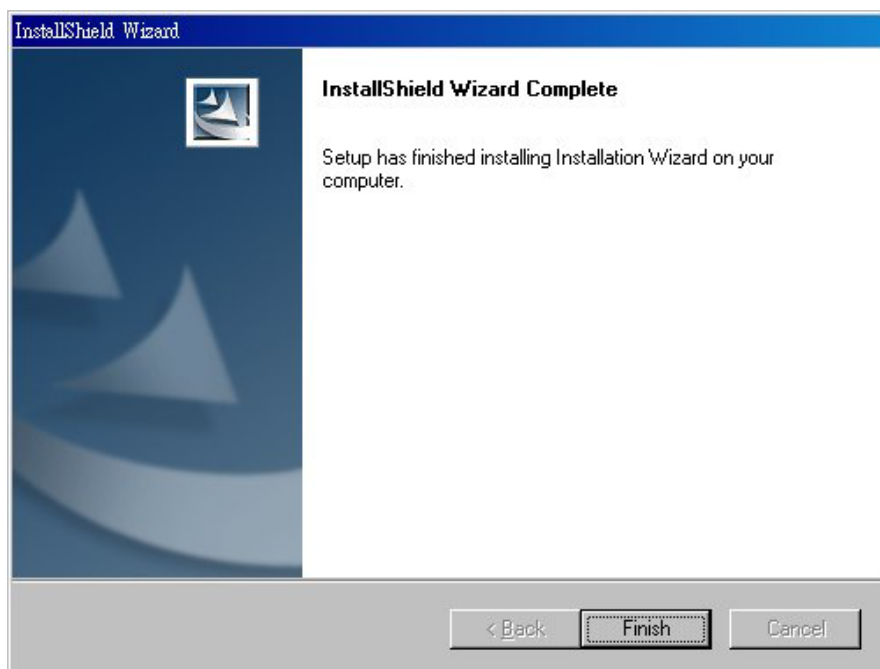 InstallShield Wizard
InstallShield Wizard Complete
Setup has finished installing Installation Wizard on your
computer.
< Back
Finish
Cancel